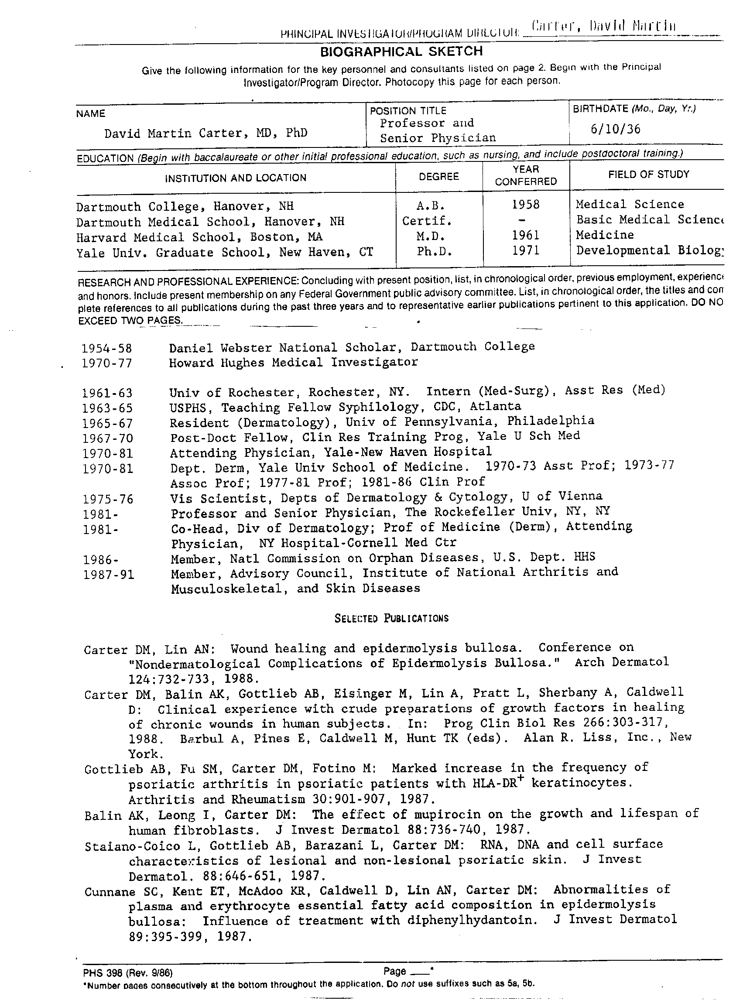 PRINCIPAL INVESTIGATOR/PROGRAM DIRECTOR: Carter, David Martin
BIOGRAPHICAL SKETCH
Give the following information for the key personnel and consultants listed on page 2. Begin with the Principal
Investigator/Program Director. Photocopy this page for each person.
NAME POSITION TITLE BIRTHDATE (Mo., Day, Yr.)
David Martin Carter, MD, PhD Professor and Senior Physician 6/10/36
EDUCATION (Begin with baccalaureate or other initial professional education, such as nursing, and include postdoctoral training.)
INSTITUTION AND LOCATION DEGREE YEAR CONFERRED FIELD OF STUDY
Dartmouth College, Hanover, NH A.B. 1958 Medical Science
Dartmouth Medical School, Hanover, NH Certif. - Basic Medical Science
Harvard Medical School, Boston, MA M.D. 1961 Medicine
Yale Univ. Graduate School, New Haven, CT Ph.D. 1971 Developmental Biolog
RESEARCH AND PROFESSIONAL EXPERIENCE: Concluding with present position, list, in chronological order, previous employment, experience
and honors. Include present membership on any Federal Government public advisory committee. List, in chronological order, the titles and com
plete references to all publications during the past three years and to representative earlier publications pertinent to this application. DO NO
EXCEED TWO PAGES.
1954-58 Daniel Webster National Scholar, Dartmouth College
1970-77 Howard Hughes Medical Investigator
1961-63 Univ of Rochester, Rochester, NY. Intern (Med-Surg), Asst Res (Med)
1963-65 USPHS, Teaching Fellow Syphilology, CDC, Atlanta
1965-67 Resident (Dermatology), Univ of Pennsylvania, Philadelphia
1967-70 Post-Doct Fellow, Clin Res Training Prog, Yale U Sch Med
1970-81 Attending Physician, Yale-New Haven Hospital
1970-81 Dept. Derm, Yale Univ School of Medicine. 1970-73 Asst Prof; 1973-77
Assoc Prof; 1977-81 Prof; 1981-86 Clin Prof
1975-76 Vis Scientist, Depts of Dermatology & Cytology, U of Vienna
1981- Professor and Senior Physician, The Rockefeller Univ, NY, NY
1981- Co-Head, Div of Dermatology; Prof of Medicine (Derm), Attending
Physician, NY Hospital-Cornell Med Ctr
1986- Member, Natl Commission on Orphan Diseases, U.S. Dept. HHS
1987-91 Member, Advisory Council, Institute of National Arthritis and
Musculoskeletal, and Skin Diseases
SELECTED PUBLICATIONS
Carter DM, Lin AN: Wound healing and epidermolysis bullosa. Conference on
"Nondermatological Complications of Epidermolysis Bullosa." Arch Dermatol
124:732-733, 1988.
Carter DM, Balin AK, Gottlieb AB, Eisinger M, Lin A, Pratt L, Sherbany A, Caldwell
D: Clinical experience with crude preparations of growth factors in healing
of chronic wounds in human subjects. In: Prog Clin Biol Res 266:303-317,
1988. Barbul A, Pines E, Caldwell M, Hunt TK (eds). Alan R. Liss, Inc., New
York.
Gottlieb AB, Fu SM, Carter DM, Fotino M: Marked increase in the frequency of
psoriatic arthritis in psoriatic patients with HLA-DR+ keratinocytes.
Arthritis and Rheumatism 30:901-907, 1987.
Balin AK, Leong I, Carter DM: The effect of mupirocin on the growth and lifespan of
human fibroblasts. J Invest Dermatol 88:736-740, 1987.
Staiano-Coico L, Gottlieb AB, Barazani L, Carter DM: RNA, DNA and cell surface
characteristics of lesional and non-lesional psoriatic skin. J Invest
Dermatol. 88:646-651, 1987.
Cunnane SC, Kent ET, McAdoo KR, Caldwell D, Lin AN, Carter DM: Abnormalities of
plasma and erythrocyte essential fatty acid composition in epidermolysis
bullosa: Influence of treatment with diphenylhydantoin. J Invest Dermatol
89:395-399, 1987.
PHS 398 (Rev. 9/86) Page ___*
*Number pages consecutively at the bottom throughout the application. Do not use suffixes such as 5a, 5b.